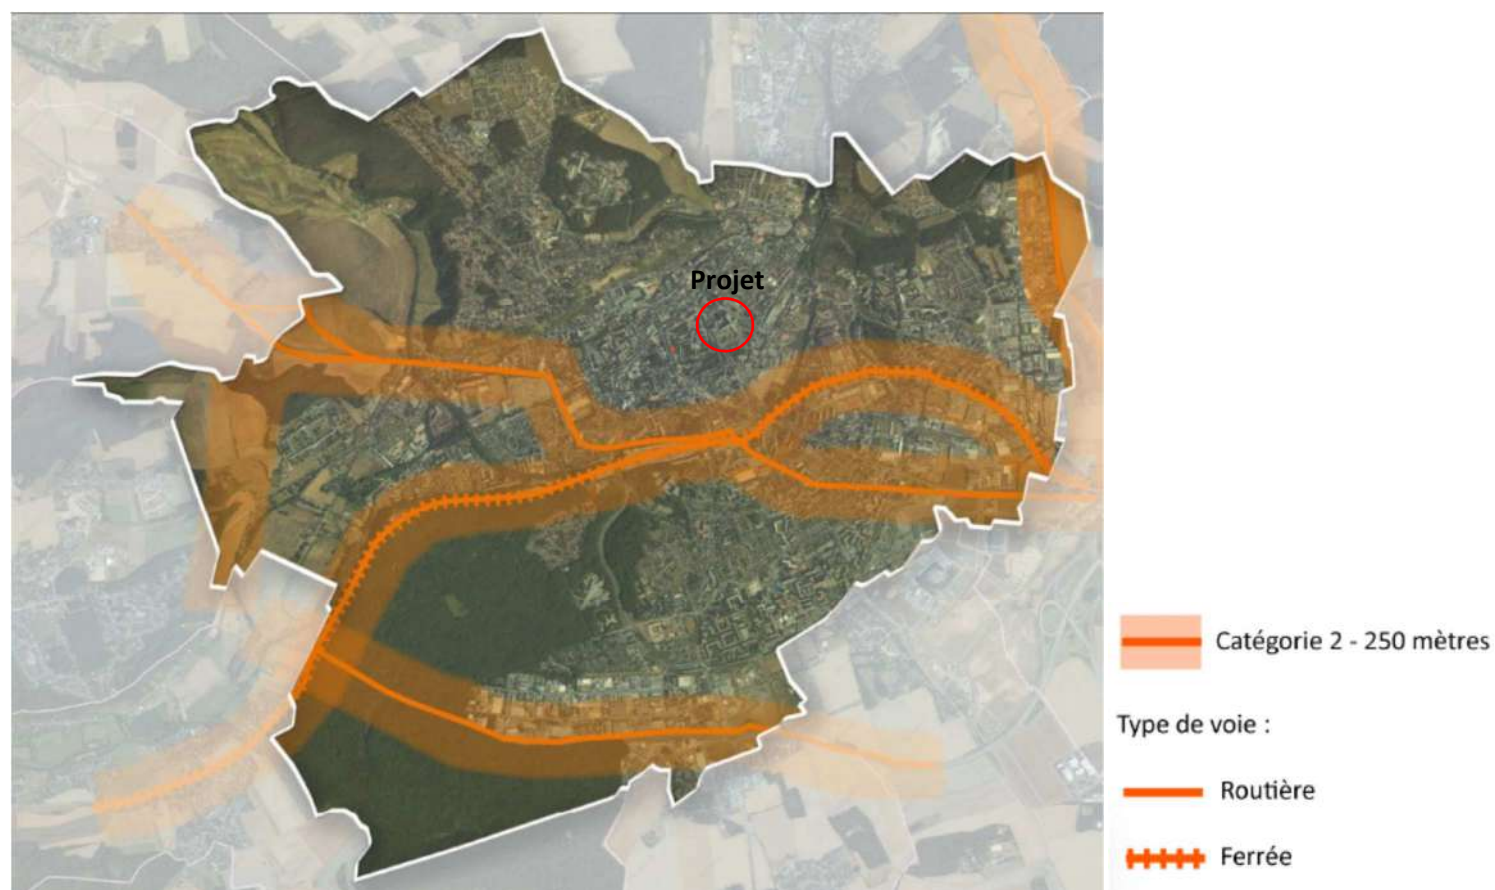 Projet
Catégorie 2 - 250 mètres
Type de voie :
Routière
Ferrée